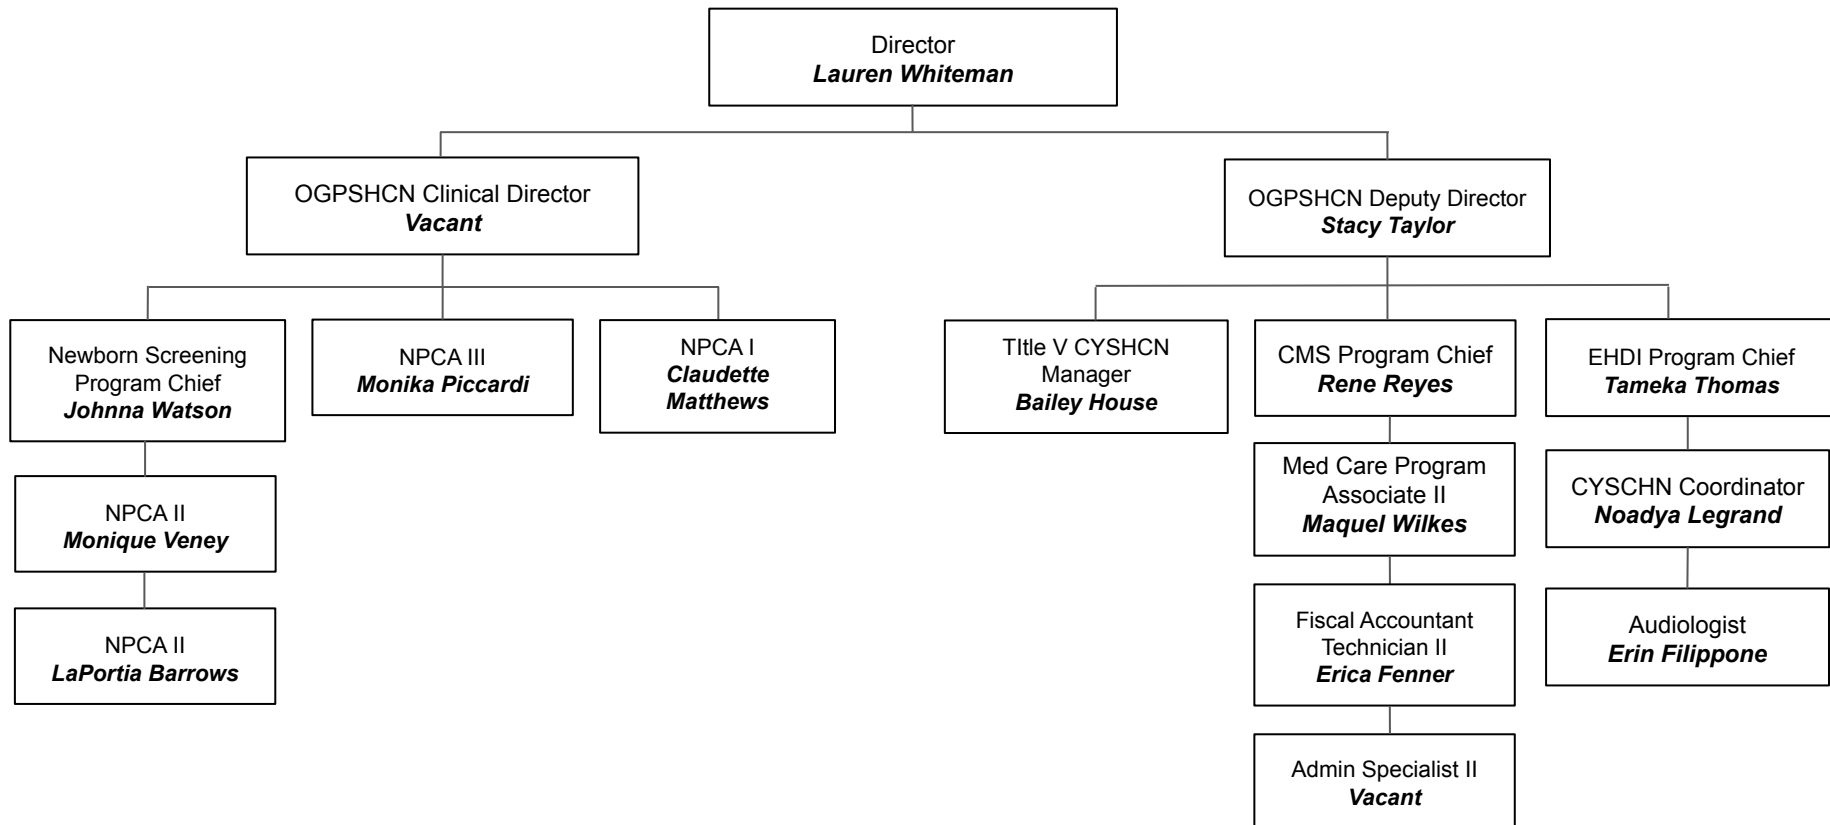 Director
Lauren Whiteman
OGPSHCN Clinical Director
Vacant
OGPSHCN Deputy Director
Stacy Taylor
Newborn Screening
Program Chief
Johnna Watson
NPCA III
Monika Piccardi
NPCA I
Claudette
Matthews
TItle V CYSHCN
Manager
Bailey House
CMS Program Chief
Rene Reyes
EHDI Program Chief
Tameka Thomas
NPCA II
Monique Veney
Med Care Program
Associate II
Maquel Wilkes
CYSCHN Coordinator
Noadya Legrand
NPCA II
LaPortia Barrows
Fiscal Accountant
Technician II
Erica Fenner
Audiologist
Erin Filippone
Admin Specialist II
Vacant